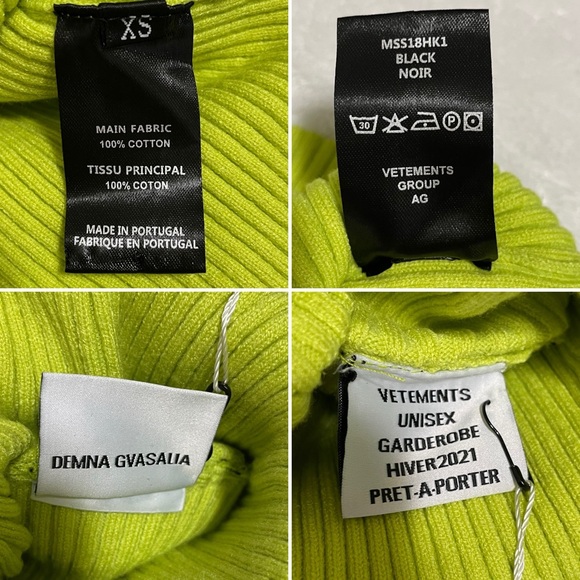 XS
MAIN FABRIC
100% COTTON
TISSU PRINCIPAL
100% COTON
MADE IN PORTUGAL
FABRIQUE EN PORTUGAL
MSS18HK1
BLACK
NOIR
30 P
VETEMENTS
GROUP
AG
DEMNA GVASALIA
VETEMENTS
UNISEX
GARDEROBE
HIVER2021
PRET-A-PORTER